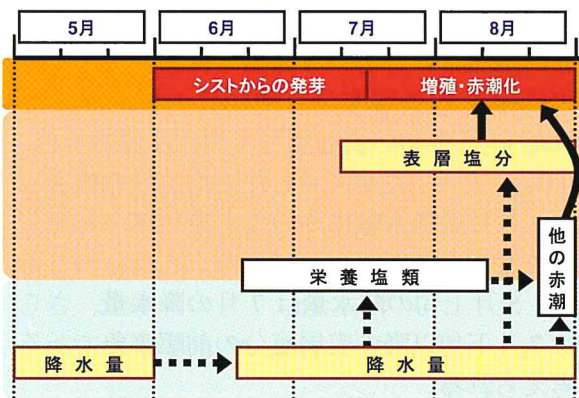 5月
6月
7月
8月
シストからの発芽
増殖・赤潮化
表層塩分
他の赤潮
栄養塩類
降水量
降水量